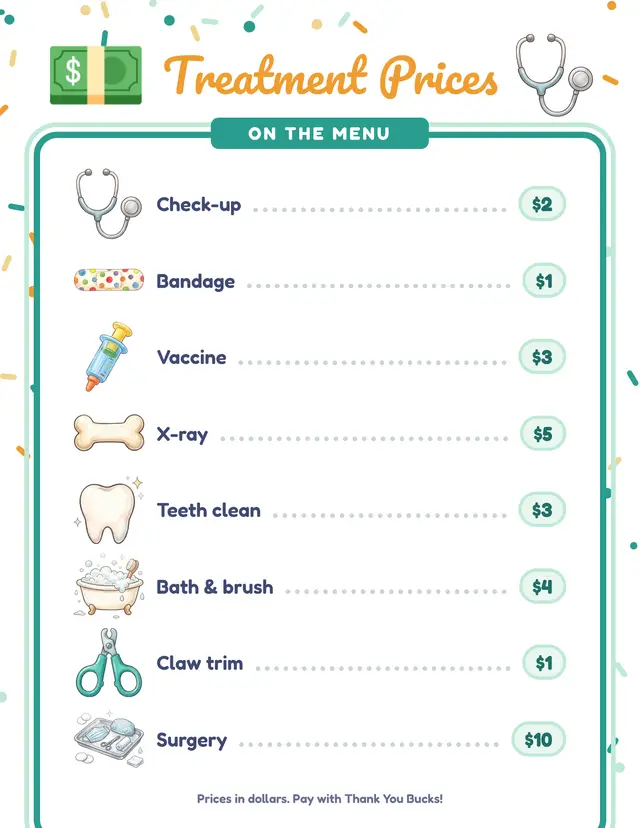 $
Treatment Prices
ON THE MENU
Check-up $2
Bandage $1
Vaccine $3
X-ray $5
Teeth clean $3
Bath & brush $4
Claw trim $1
Surgery $10
Prices in dollars. Pay with Thank You Bucks!